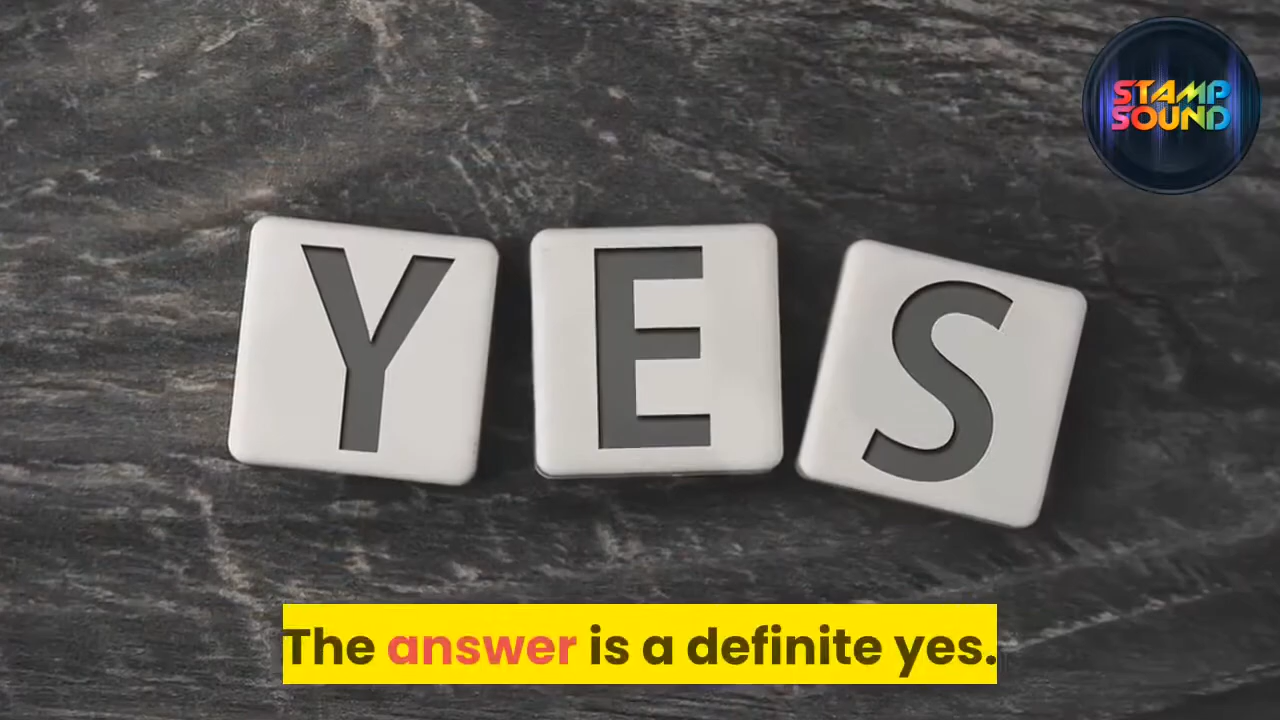 STAMP
SOUND
YES
The answer is a definite yes.